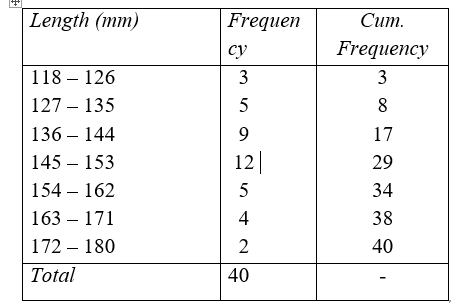 Length (mm) Frequen Cum.
cy Frequency
118 – 126 3 3
127 – 135 5 8
136 – 144 9 17
145 – 153 12 29
154 – 162 5 34
163 – 171 4 38
172 – 180 2 40
Total 40 -